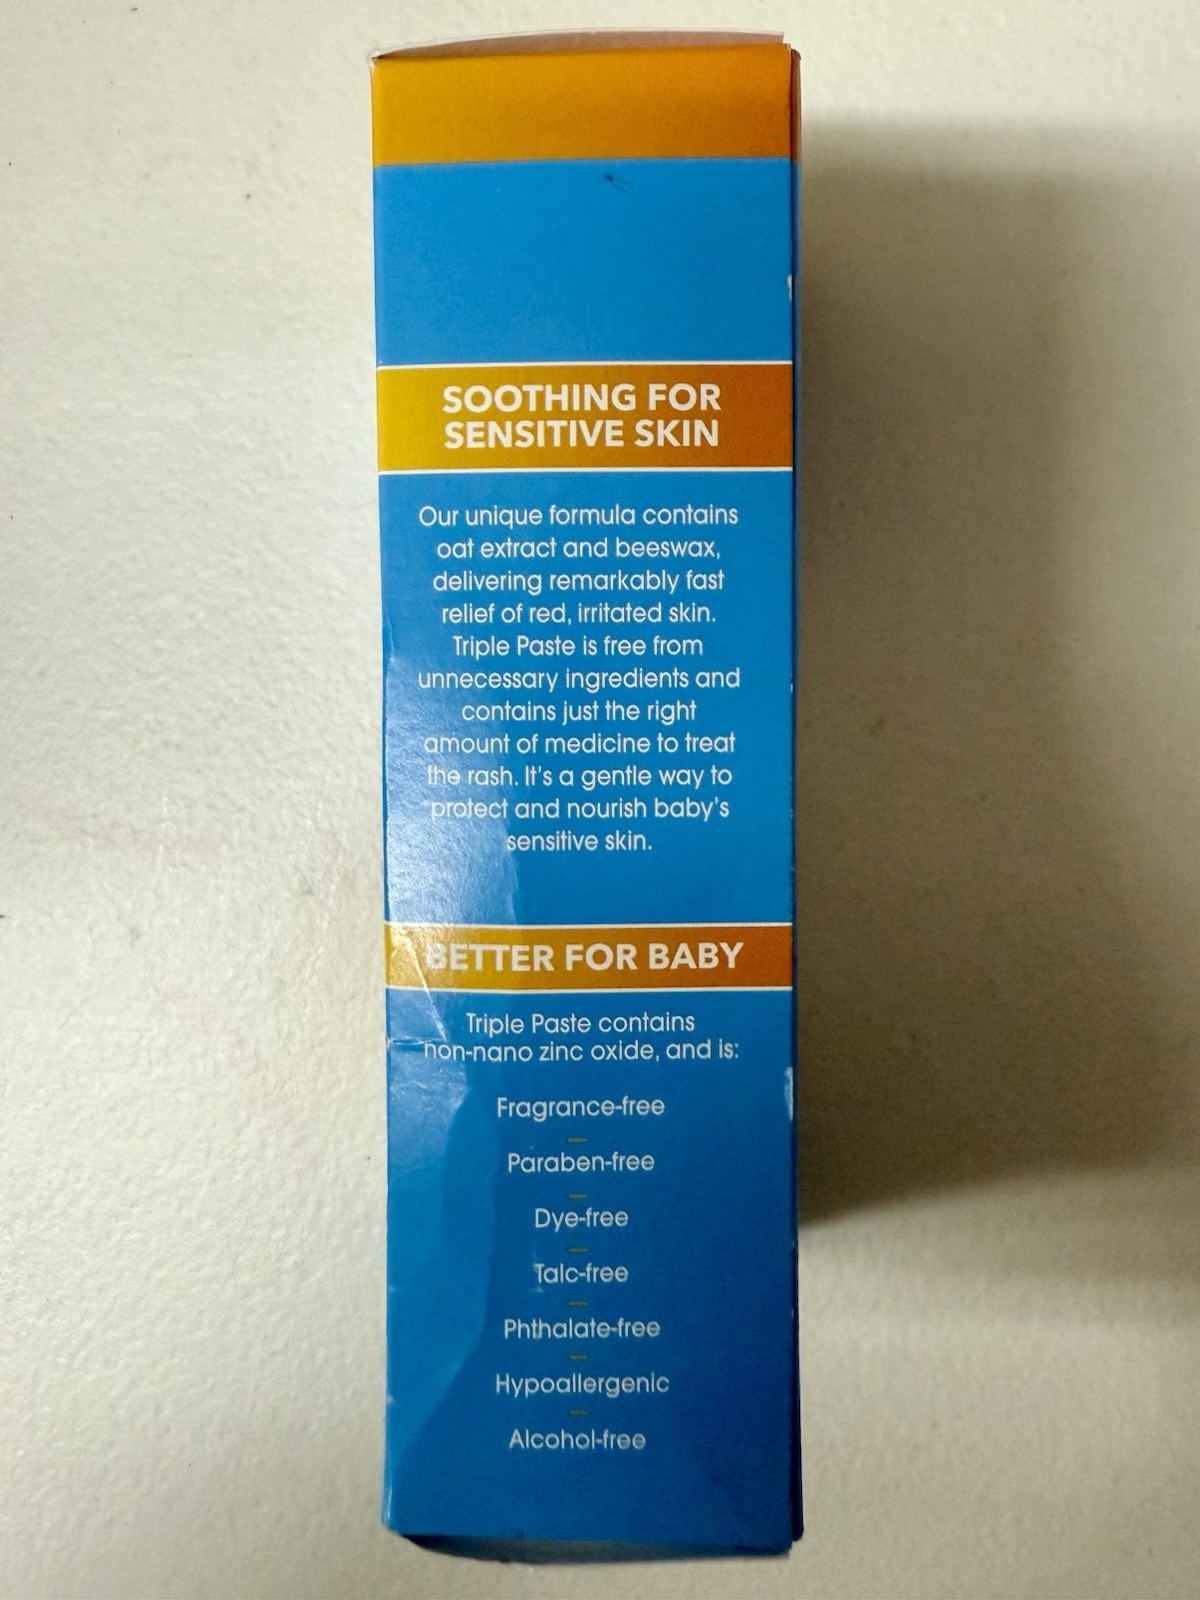 SOOTHING FOR
SENSITIVE SKIN
Our unique formula contains
oat extract and beeswax,
delivering remarkably fast
relief of red, irritated skin.
Triple Paste is free from
unnecessary ingredients and
contains just the right
amount of medicine to treat
the rash. It's a gentle way to
protect and nourish baby's
sensitive skin.
BETTER FOR BABY
Triple Paste contains
non-nano zinc oxide, and is:
Fragrance-free
Paraben-free
Dye-free
Talc-free
Phthalate-free
Hypoallergenic
Alcohol-free